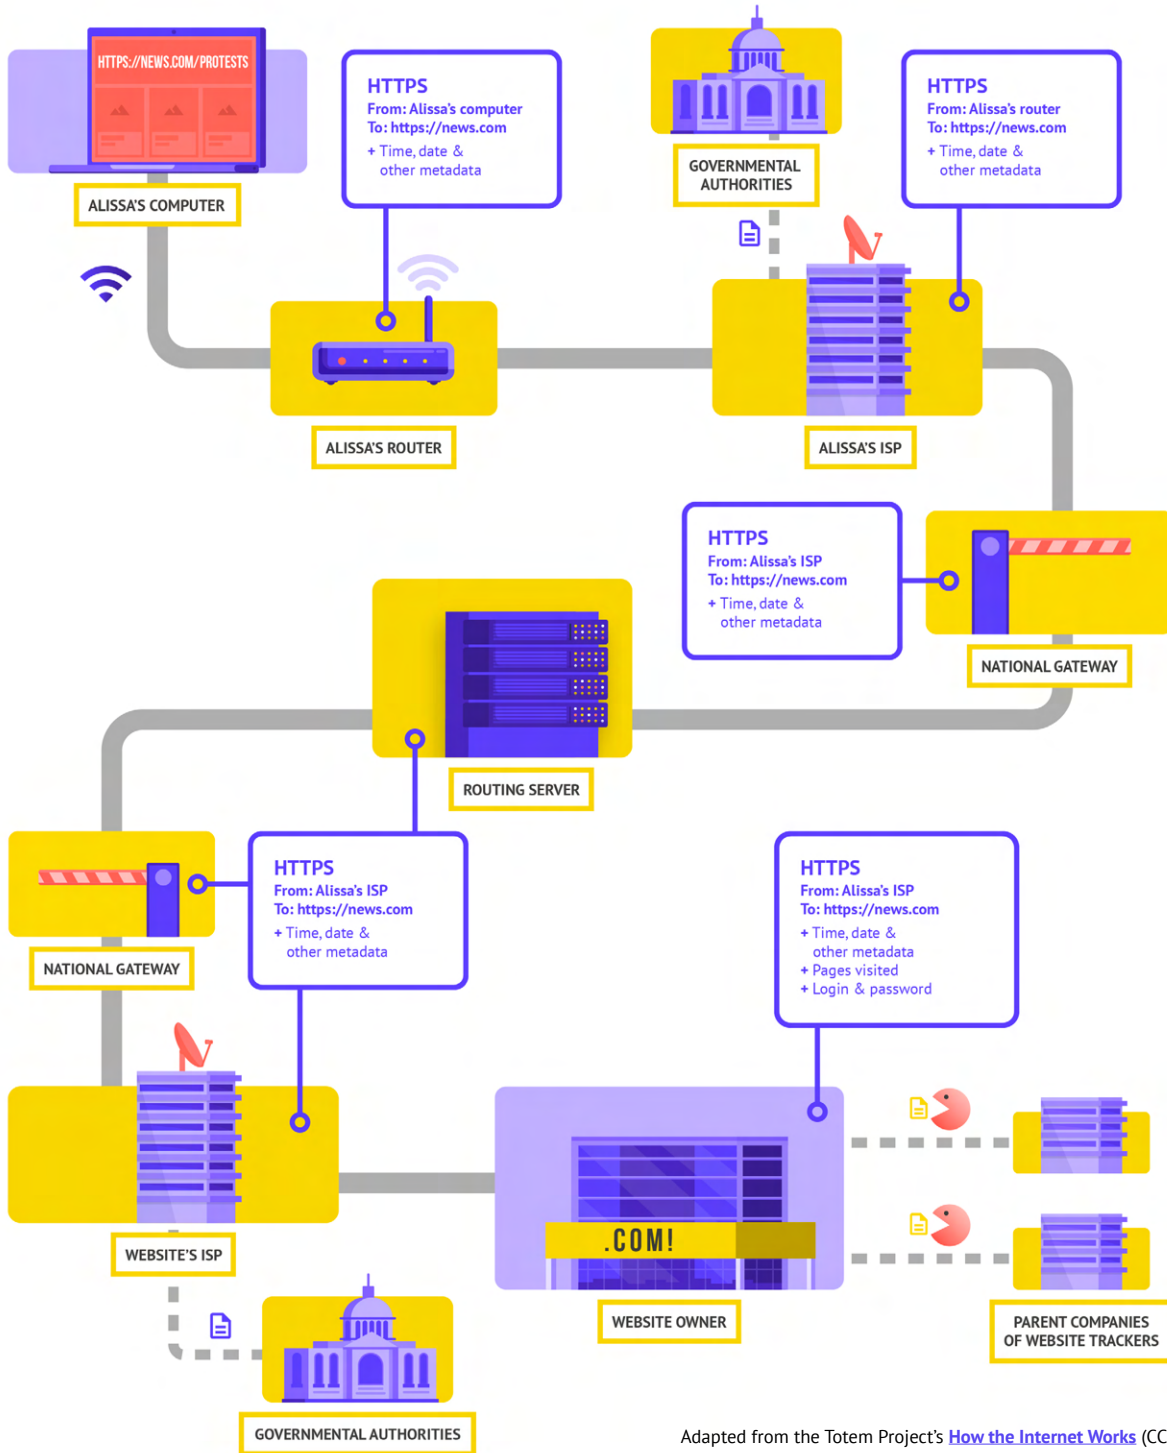 HTTPS://NEWS.COM/PROTESTS
ALISSA'S COMPUTER
HTTPS
From: Alissa's computer
To: https://news.com
+ Time, date &
other metadata
GOVERNMENTAL
AUTHORITIES
HTTPS
From: Alissa's router
To: https://news.com
+ Time, date &
other metadata
ALISSA'S ROUTER
ALISSA'S ISP
HTTPS
From: Alissa's ISP
To: https://news.com
+ Time, date &
other metadata
NATIONAL GATEWAY
ROUTING SERVER
HTTPS
From: Alissa's ISP
To: https://news.com
+ Time, date &
other metadata
NATIONAL GATEWAY
HTTPS
From: Alissa's ISP
To: https://news.com
+ Time, date &
other metadata
+ Pages visited
+ Login & password
WEBSITE'S ISP
.COM!
WEBSITE OWNER
PARENT COMPANIES
OF WEBSITE TRACKERS
GOVERNMENTAL AUTHORITIES
Adapted from the Totem Project's How the Internet Works (CC